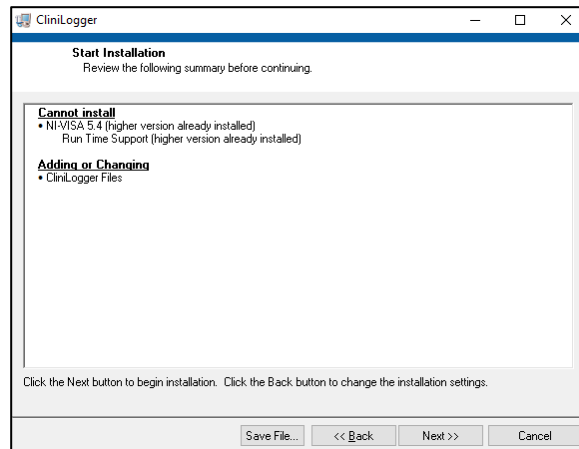 CliniLogger
Start Installation
Review the following summary before continuing.
Cannot install
• NI-VISA 5.4 (higher version already installed)
Run Time Support (higher version already installed)
Adding or Changing
• CliniLogger Files
Click the Next button to begin installation. Click the Back button to change the installation settings.
Save File... << Back Next >> Cancel